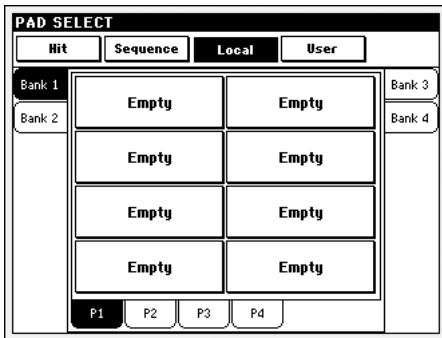 PAD SELECT
Hit Sequence Local User
Bank 1 Empty Empty Bank 3
Bank 2 Bank 4
Empty Empty
Empty Empty
Empty Empty
P1 P2 P3 P4